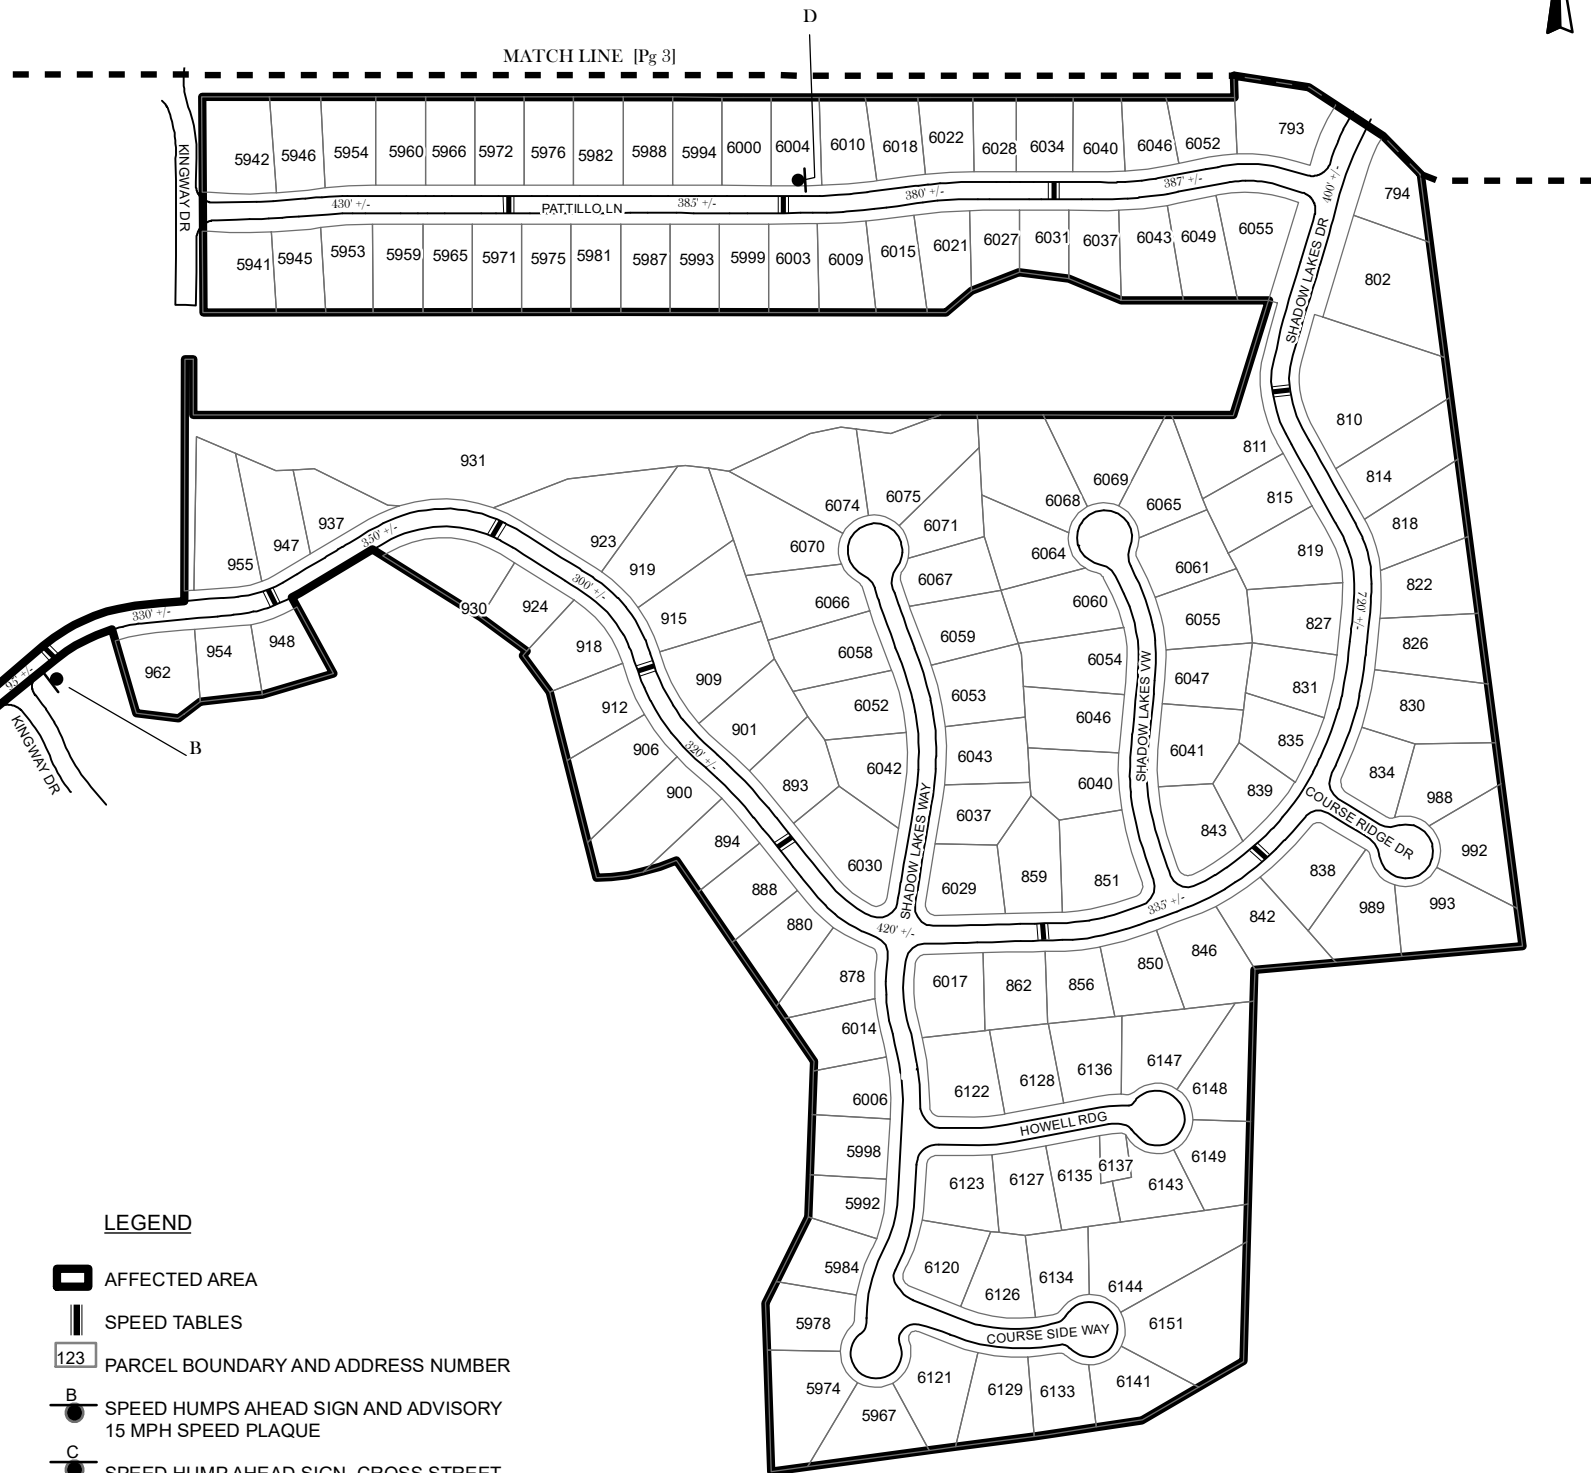 D
MATCH LINE [Pg 3]
793
5942 5946 5954 5960 5966 5972 5976 5982 5988 5994 6000 6004 6010 6018 6022 6028 6034 6040 6046 6052
KINGWAY DR
430' +/- PATTILO LN 385' +/- 380' +/- 387' +/- 400' +/-
794
5941 5945 5953 5959 5965 5971 5975 5981 5987 5993 5999 6003 6009 6015 6021 6027 6031 6037 6043 6049 6055
SHADOW LAKES DR
802
810
931 811
6069
937 6074 6075 6068 6065 815 814
947 923 6070 6071 6064 819 818
350' +/-
955 919 6067 6061 822
300' +/-
930 924 915 6066 6060 6055 827
720' +/-
330' +/-
962 954 948 918 6058 6059 6054 826
95' +/-
909 6053 6047 831
912 6052 6046 830
SHADOW LAKES VW
B
KINGWAY DR
906 901 6042 6043 6041 835
320' +/-
900 893 6040 834 988
6037 839
COURSE RIDGE DR
894 843 992
888 6030 6029 859 851 838
SHADOW LAKES WAY
880 420' +/- 335' +/- 842 989 993
878 6017 862 856 850 846
6014
6122 6128 6136 6147 6148
6006
HOWELL RDG
5998 6123 6127 6135 6137 6143 6149
5992
5984 6120 6126 6134 6144
5978 COURSE SIDE WAY 6151
5974 6121 6129 6133 6141
5967
LEGEND
AFFECTED AREA
SPEED TABLES
123 PARCEL BOUNDARY AND ADDRESS NUMBER
B SPEED HUMPS AHEAD SIGN AND ADVISORY
15 MPH SPEED PLAQUE
C
SPEED HUMP AHEAD SIGN, CROSS STREET